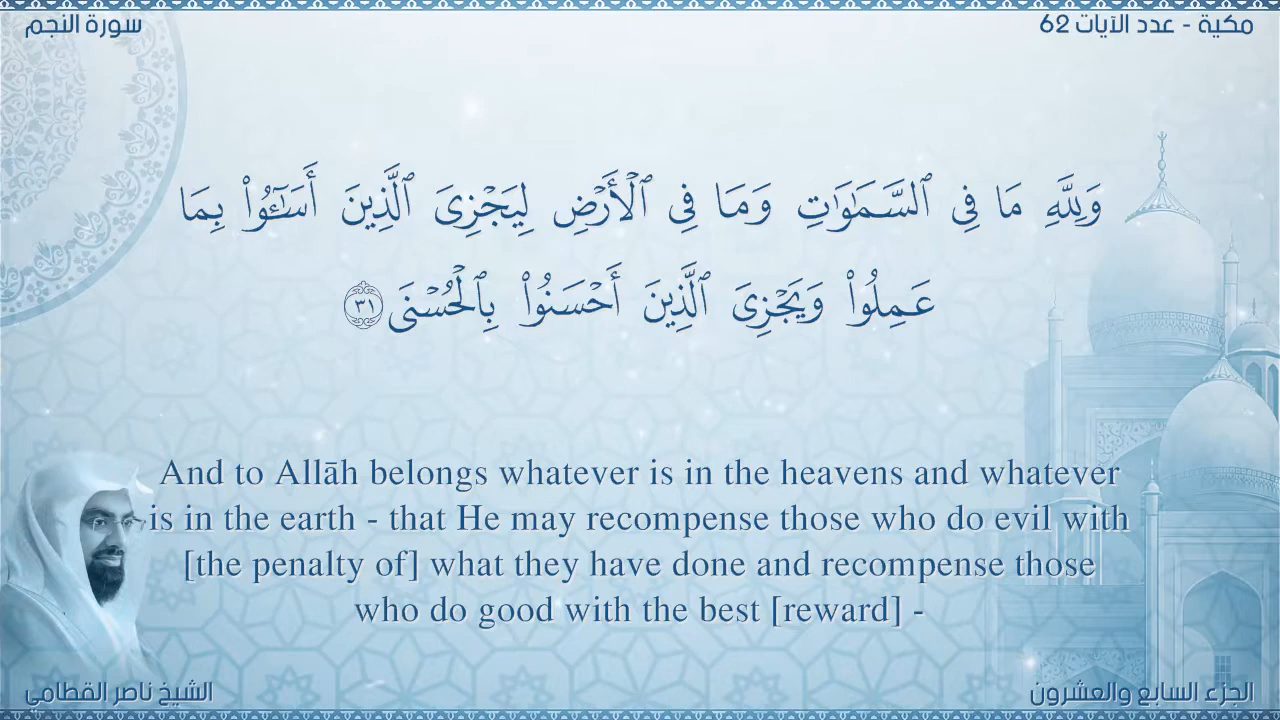 سورة النجم
مكية - عدد الآيات 62
وَلِلَّهِ مَا فِي ٱلسَّمَٰوَٰتِ وَمَا فِي ٱلۡأَرۡضِ لِيَجۡزِيَ ٱلَّذِينَ أَسَٰٓـُٔواْ بِمَا
عَمِلُواْ وَيَجۡزِيَ ٱلَّذِينَ أَحۡسَنُواْ بِٱلۡحُسۡنَى ٣١
And to Allāh belongs whatever is in the heavens and whatever
is in the earth - that He may recompense those who do evil with
[the penalty of] what they have done and recompense those
who do good with the best [reward] -
الشيخ ناصر القطامي
الجزء السابع والعشرون